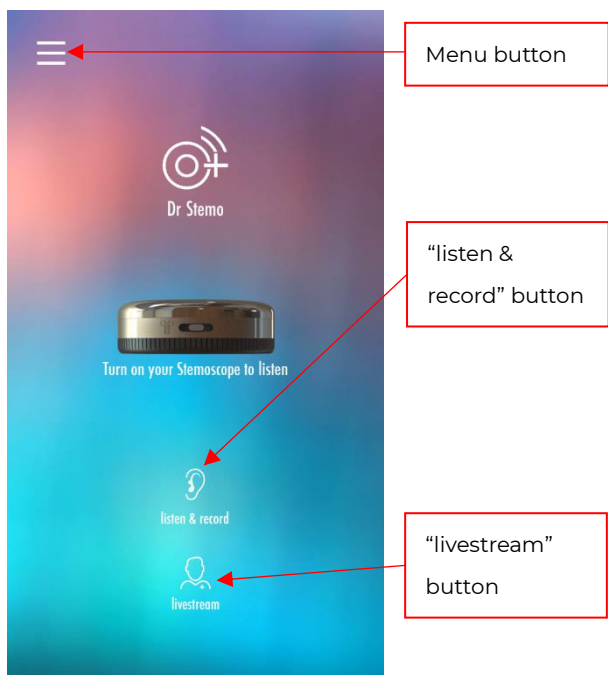 Menu button
Dr Stemo
“listen &
record” button
Turn on your Stemoscope to listen
listen & record
“livestream”
button
livestream